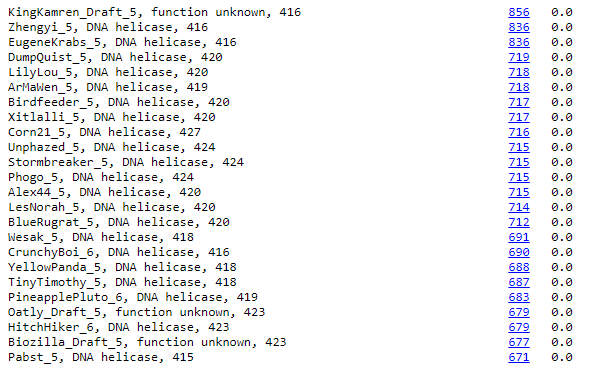 KingKamren_Draft_5, function unknown, 416 856 0.0
Zhengyi_5, DNA helicase, 416 836 0.0
EugeneKrabs_5, DNA helicase, 416 836 0.0
DumpQuist_5, DNA helicase, 420 719 0.0
LilyLou_5, DNA helicase, 420 718 0.0
ArMaWen_5, DNA helicase, 419 718 0.0
Birdfeeder_5, DNA helicase, 420 717 0.0
Xitlalli_5, DNA helicase, 420 717 0.0
Corn21_5, DNA helicase, 427 716 0.0
Unphazed_5, DNA helicase, 424 715 0.0
Stormbreaker_5, DNA helicase, 424 715 0.0
Phogo_5, DNA helicase, 424 715 0.0
Alex44_5, DNA helicase, 420 715 0.0
LesNorah_5, DNA helicase, 420 714 0.0
BlueRugrat_5, DNA helicase, 420 712 0.0
Wesak_5, DNA helicase, 418 691 0.0
CrunchyBoi_6, DNA helicase, 416 690 0.0
YellowPanda_5, DNA helicase, 418 688 0.0
TinyTimothy_5, DNA helicase, 418 687 0.0
PineapplePluto_6, DNA helicase, 419 683 0.0
Oatly_Draft_5, function unknown, 423 679 0.0
HitchHiker_6, DNA helicase, 423 679 0.0
Biozilla_Draft_5, function unknown, 423 677 0.0
Pabst_5, DNA helicase, 415 671 0.0